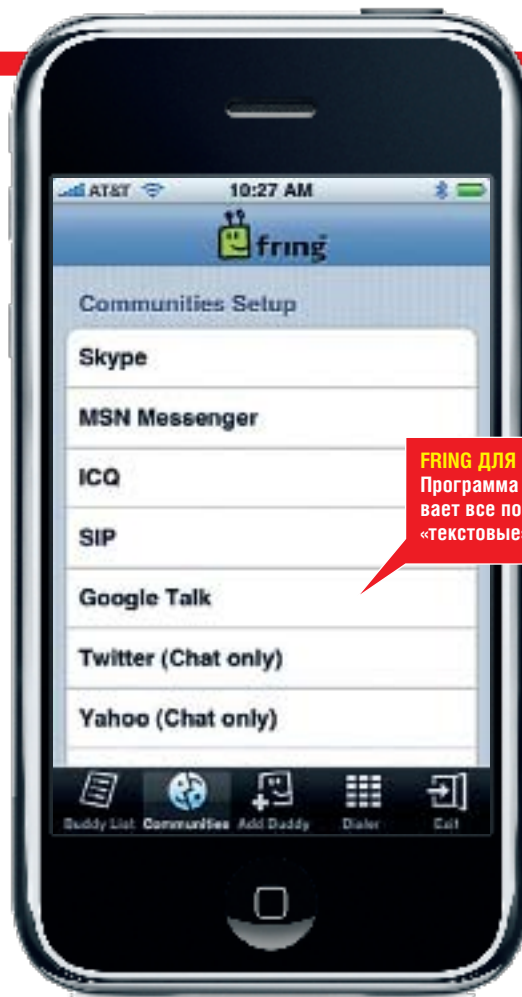 AT&T 10:27 AM
fring
Communities Setup
Skype
MSN Messenger
ICQ
SIP
Google Talk
Twitter (Chat only)
Yahoo (Chat only)
FRING ДЛЯ
Программа
вает все по
«текстовые
Buddy List Communities Add Buddy Dialer Exit